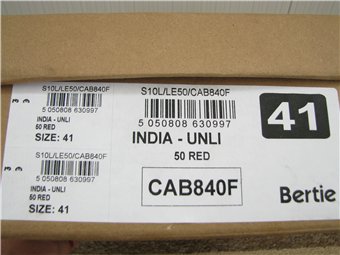 S10L/LE50/CAB840F
5 050808 630997
INDIA - UNLI
50 RED
SIZE: 41
S10L/LE50/CAB840F
5 050808 630997
INDIA - UNLI
50 RED
SIZE: 41
S10L/LE50/CAB840F
5 050808 630997
INDIA - UNLI
50 RED
CAB840F
41
Bertie